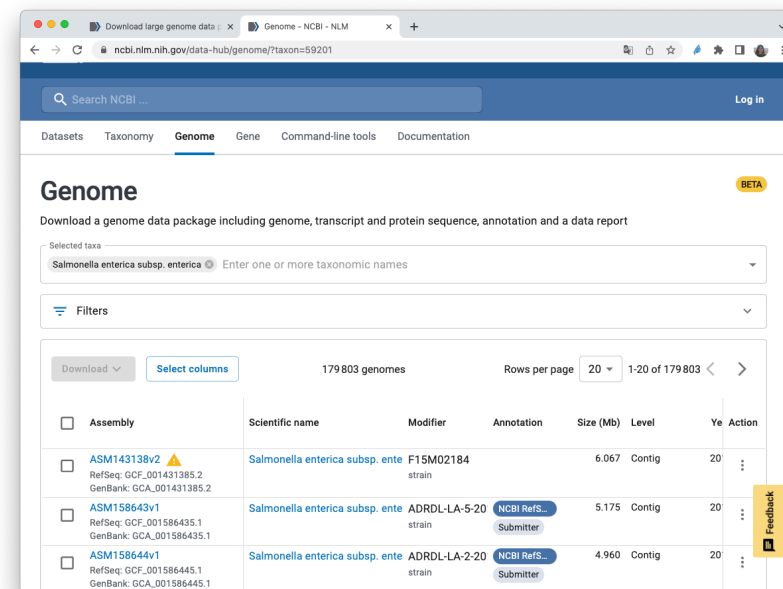 Download large genome data p
Genome - NCBI - NLM
ncbi.nlm.nih.gov/data-hub/genome/?taxon=59201
Search NCBI ...
Log in
Datasets Taxonomy Genome Gene Command-line tools Documentation
Genome
BETA
Download a genome data package including genome, transcript and protein sequence, annotation and a data report
Selected taxa
Salmonella enterica subsp. enterica Enter one or more taxonomic names
Filters
Download Select columns 179 803 genomes Rows per page 20 1-20 of 179 803
Assembly Scientific name Modifier Annotation Size (Mb) Level Ye Action
ASM143138v2 Salmonella enterica subsp. ente F15M02184 6.067 Contig 20
RefSeq: GCF_001431385.2 strain
GenBank: GCA_001431385.2
ASM158643v1 Salmonella enterica subsp. ente ADRDL-LA-5-20 NCBI RefS... 5.175 Contig 20
RefSeq: GCF_001586435.1 strain Submitter
GenBank: GCA_001586435.1
ASM158644v1 Salmonella enterica subsp. ente ADRDL-LA-2-20 NCBI RefS... 4.960 Contig 20
RefSeq: GCF_001586445.1 strain Submitter
GenBank: GCA_001586445.1
Feedback